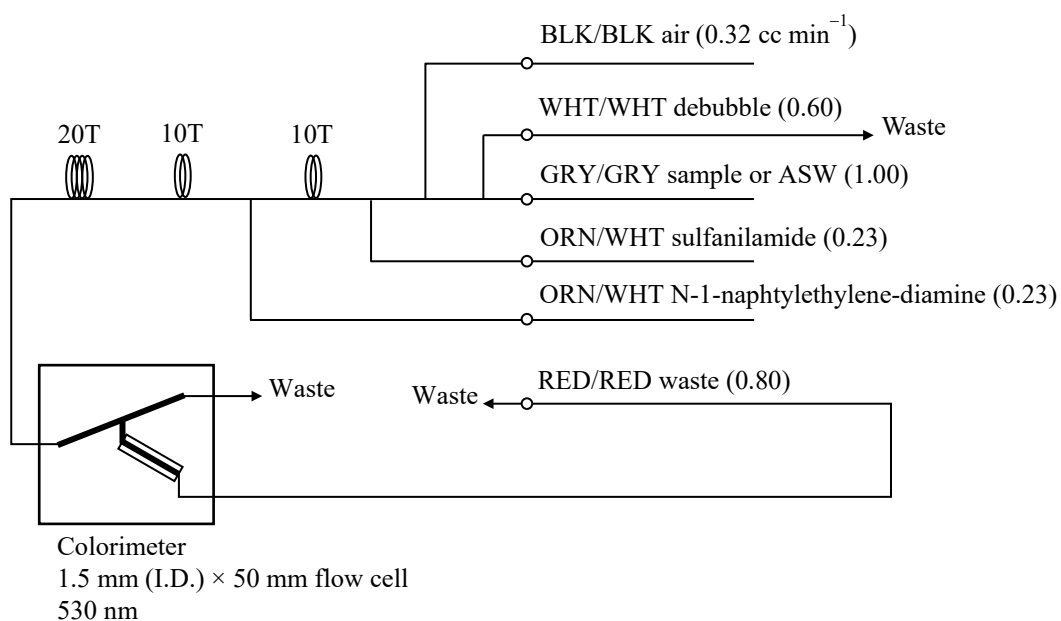 BLK/BLK air (0.32 cc min⁻¹)
WHT/WHT debubble (0.60)
Waste
20T
10T
10T
GRY/GRY sample or ASW (1.00)
ORN/WHT sulfanilamide (0.23)
ORN/WHT N-1-naphtylethylene-diamine (0.23)
RED/RED waste (0.80)
Waste
Waste
Colorimeter
1.5 mm (I.D.) × 50 mm flow cell
530 nm